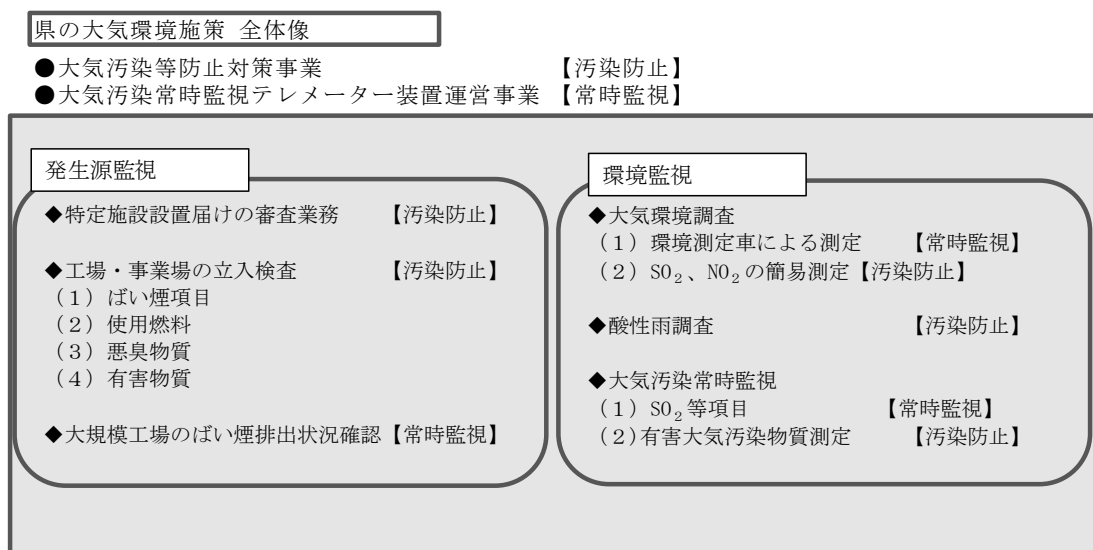 県の大気環境施策 全体像
●大気汚染等防止対策事業 【汚染防止】
●大気汚染常時監視テレメーター装置運営事業 【常時監視】
発生源監視
◆特定施設設置届けの審査業務 【汚染防止】
◆工場・事業場の立入検査 【汚染防止】
（１）ばい煙項目
（２）使用燃料
（３）悪臭物質
（４）有害物質
◆大規模工場のばい煙排出状況確認【常時監視】
環境監視
◆大気環境調査
（１）環境測定車による測定 【常時監視】
（２）SO₂、NO₂の簡易測定【汚染防止】
◆酸性雨調査 【汚染防止】
◆大気汚染常時監視
（１）SO₂等項目 【常時監視】
（２）有害大気汚染物質測定 【汚染防止】